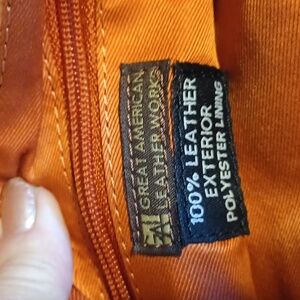 GREAT AMERICAN
LEATHER WORKS
100% LEATHER
EXTERIOR
POLYESTER LINING